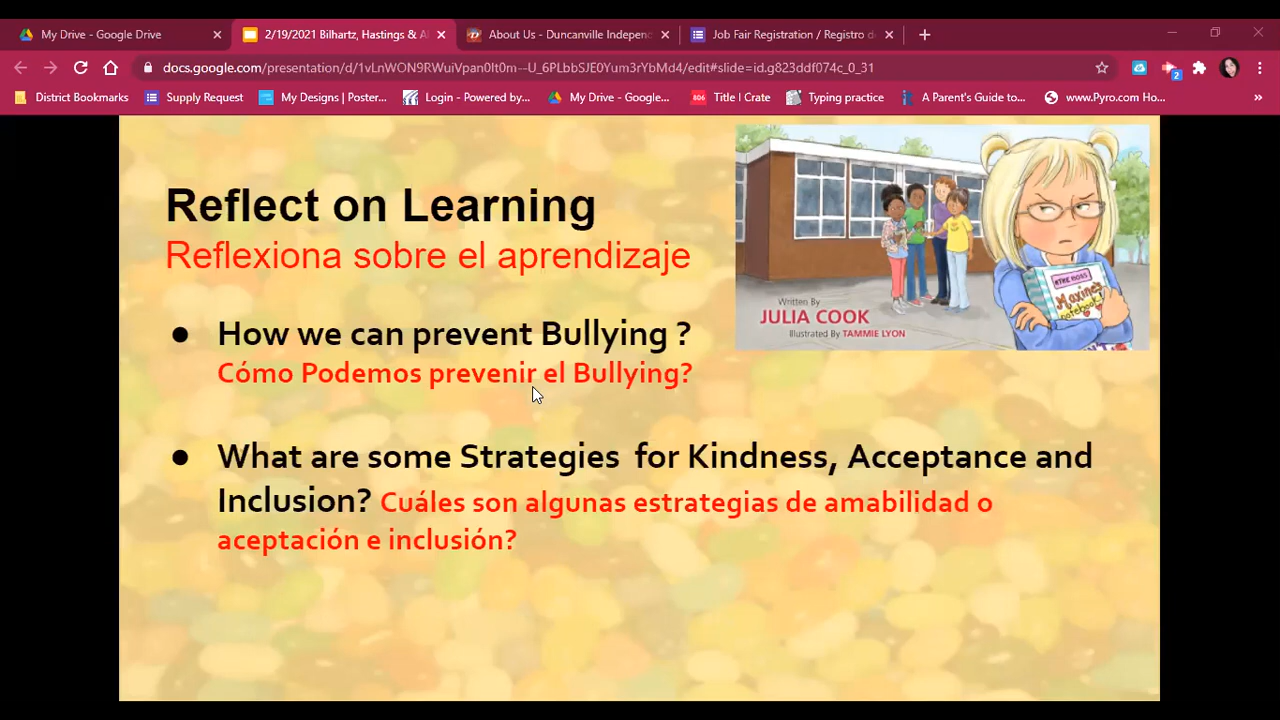 My Drive - Google Drive
2/19/2021 Bilhartz, Hastings & Al
About Us - Duncanville Independ
Job Fair Registration / Registro d
docs.google.com/presentation/d/1vLnWON9RWuiVpan0It0m--U_6PLbbSJE0Yum3rYbMd4/edit#slide=id.g823ddf074c_0_31
2
District Bookmarks
Supply Request
My Designs | Poster...
Login - Powered by...
My Drive - Google...
Title I Crate
Typing practice
A Parent's Guide to...
www.Pyro.com Ho...
Reflect on Learning
Reflexiona sobre el aprendizaje
Written By
JULIA COOK
Illustrated By TAMMIE LYON
Maxine's
notebook!
● How we can prevent Bullying ?
Cómo Podemos prevenir el Bullying?
● What are some Strategies for Kindness, Acceptance and
Inclusion? Cuáles son algunas estrategias de amabilidad o
aceptación e inclusión?